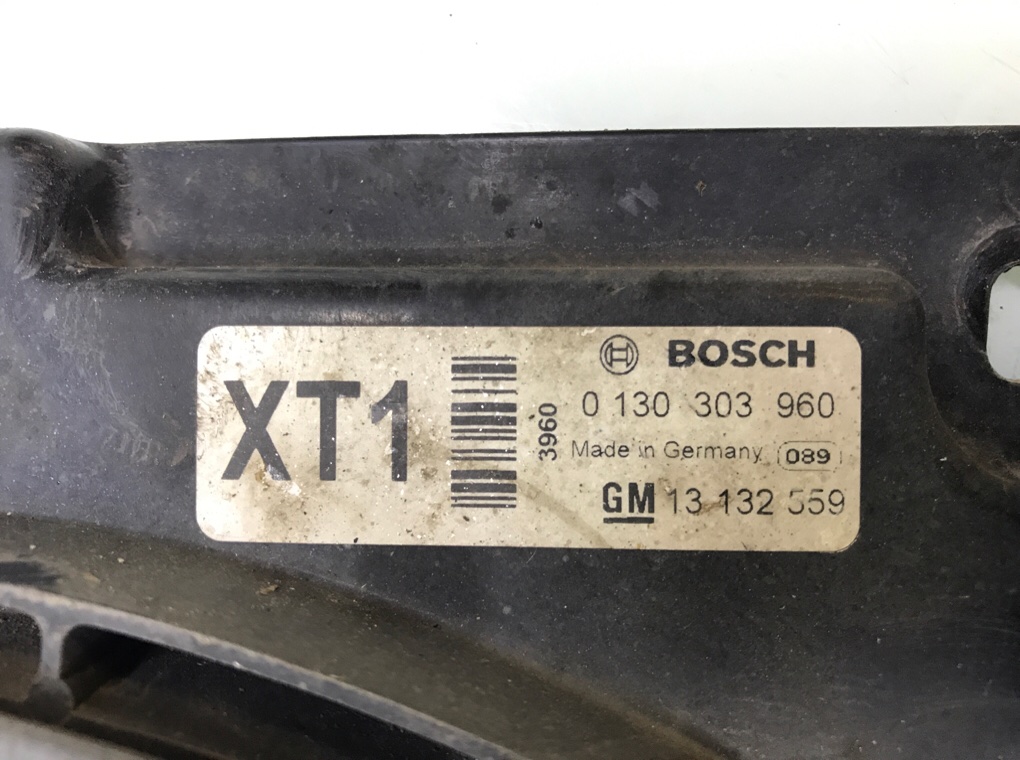 XT1
3960
BOSCH
0 130 303 960
Made in Germany 089
GM 13 132 559